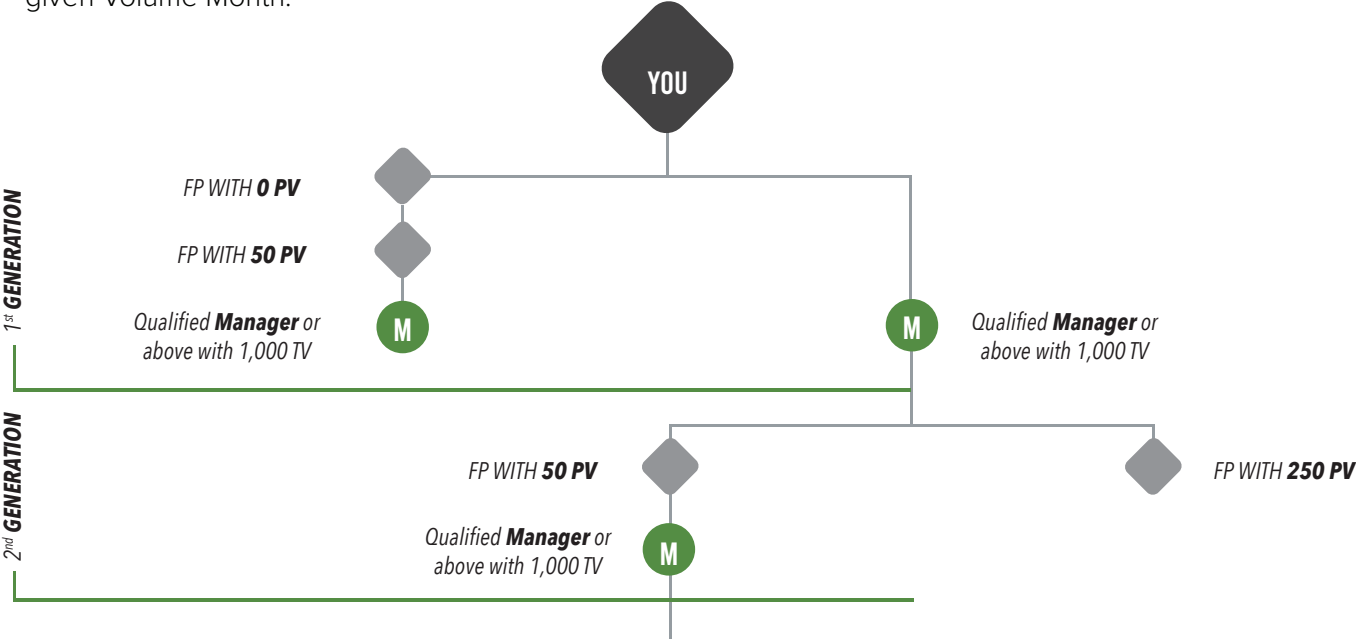 given Volume Month.
YOU
FP WITH 0 PV
FP WITH 50 PV
Qualified Manager or
above with 1,000 TV
M
M
Qualified Manager or
above with 1,000 TV
1st GENERATION
FP WITH 50 PV
FP WITH 250 PV
Qualified Manager or
above with 1,000 TV
M
2nd GENERATION